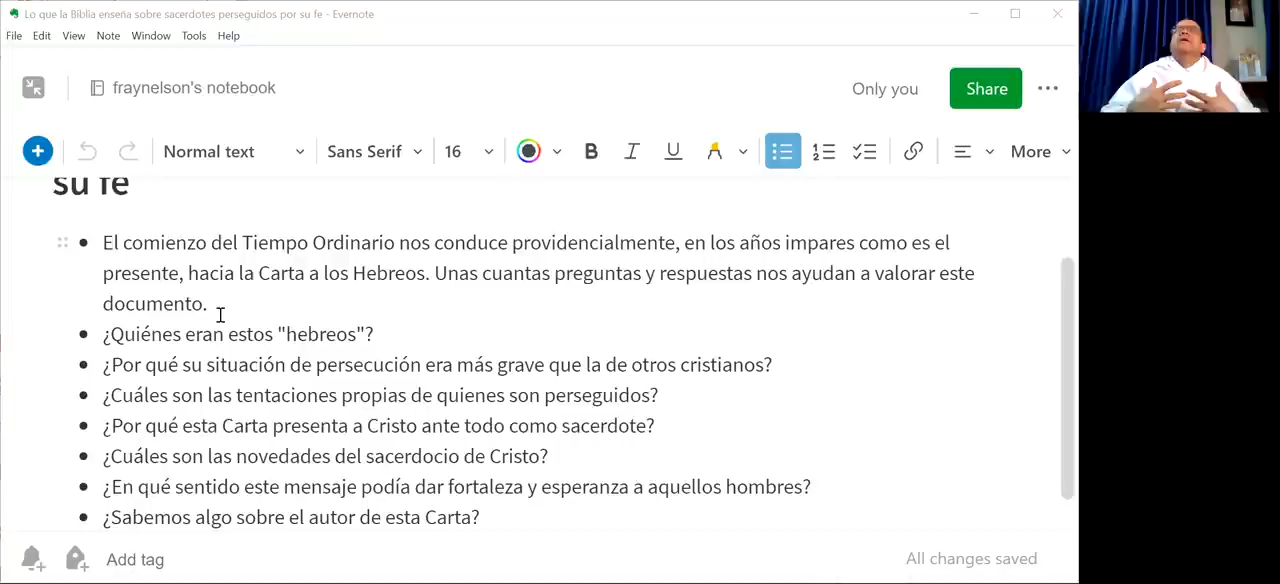 Lo que la Bíblia enseña sobre sacerdotes perseguidos por su fe - Evernote
File Edit View Note Window Tools Help
fraynelson's notebook
Only you Share
Normal text Sans Serif 16 B I U More
su fe
El comienzo del Tiempo Ordinario nos conduce providencialmente, en los años impares como es el
presente, hacia la Carta a los Hebreos. Unas cuantas preguntas y respuestas nos ayudan a valorar este
documento.
¿Quiénes eran estos "hebreos"?
¿Por qué su situación de persecución era más grave que la de otros cristianos?
¿Cuáles son las tentaciones propias de quienes son perseguidos?
¿Por qué esta Carta presenta a Cristo ante todo como sacerdote?
¿Cuáles son las novedades del sacerdocio de Cristo?
¿En qué sentido este mensaje podía dar fortaleza y esperanza a aquellos hombres?
¿Sabemos algo sobre el autor de esta Carta?
Add tag
All changes saved